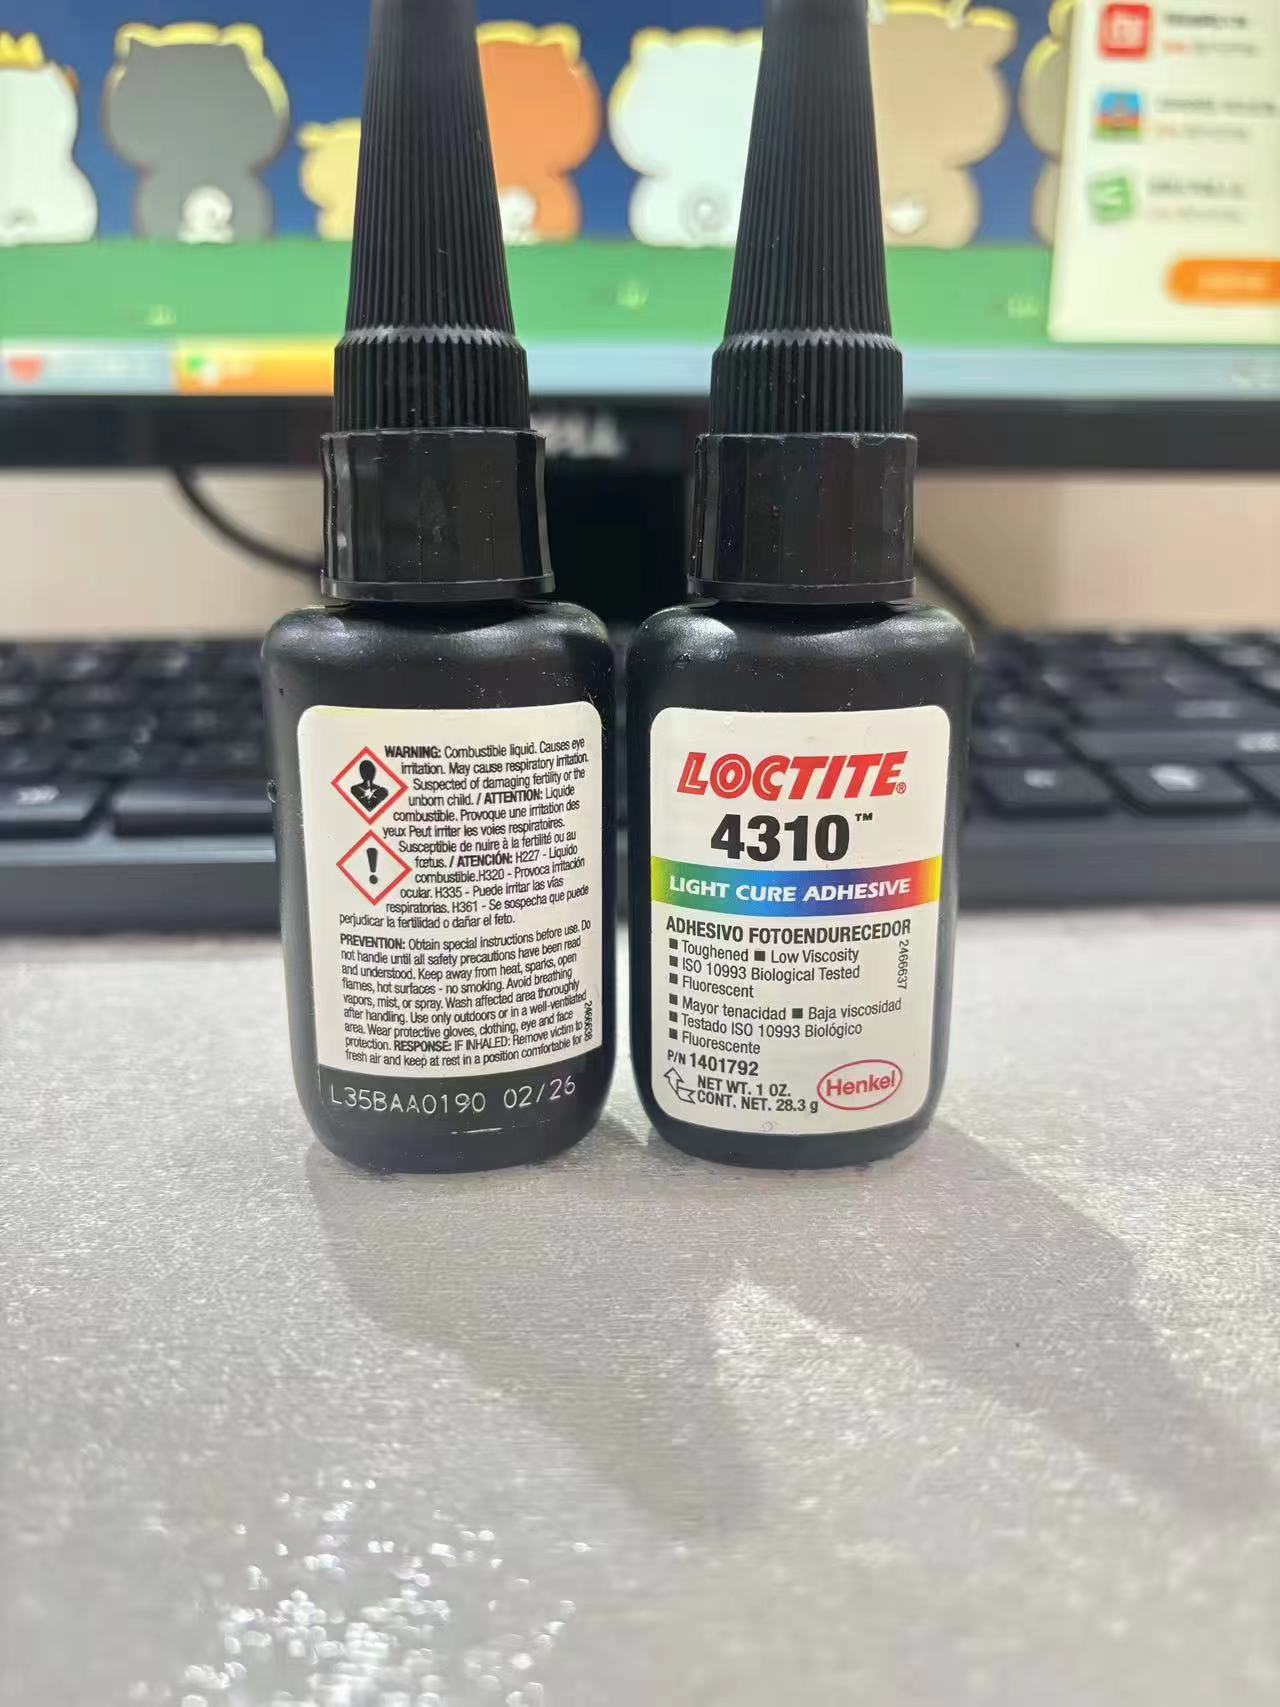 WARNING: Combustible liquid. Causes eye
irritation. May cause respiratory irritation.
Suspected of damaging fertility or the
unborn child. / ATTENTION: Liquide
combustible. Provoque une irritation des
yeux Peut irriter les voies respiratoires.
Susceptible de nuire à la fertilité ou au
fœtus. / ATENCIÓN: H227 - Líquido
combustible.H320 - Provoca irritación
ocular. H335 - Puede irritar las vías
respiratorias. H361 - Se sospecha que puede
perjudicar la fertilidad o dañar el feto.
PREVENTION: Obtain special instructions before use. Do
not handle until all safety precautions have been read
and understood. Keep away from heat, sparks, open
flames, hot surfaces - no smoking. Avoid breathing
vapors, mist, or spray. Wash affected area thoroughly
after handling. Use only outdoors or in a well-ventilated
area. Wear protective gloves, clothing, eye and face
protection. RESPONSE: IF INHALED: Remove victim to
fresh air and keep at rest in a position comfortable for
L35BAA0190 02/26
LOCTITE®
4310™
LIGHT CURE ADHESIVE
ADHESIVO FOTOENDURECEDOR
■ Toughened ■ Low Viscosity
■ ISO 10993 Biological Tested
■ Fluorescent
■ Mayor tenacidad ■ Baja viscosidad
■ Testado ISO 10993 Biológico
■ Fluorescente
2466637
P/N 1401792
NET WT. 1 OZ.
CONT. NET. 28.3 g
Henkel